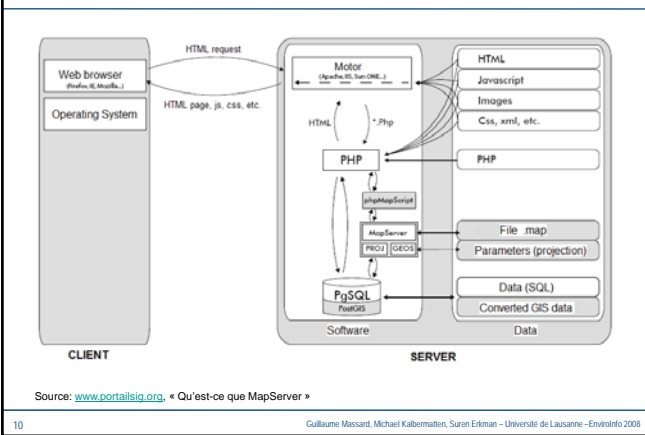 HTML request
Web browser
(Firefox, IE, Mozilla...)
Operating System
HTML page, js, css, etc.
CLIENT
Motor
(Apache, IIS, Sun ONE...)
HTML
*.Php
PHP
phpMapScript
MapServer
PROJ GEOS
PgSQL
PostGIS
Software
HTML
Javascript
Images
Css, xml, etc.
PHP
File .map
Parameters (projection)
Data (SQL)
Converted GIS data
Data
SERVER
Source: www.portailsig.org, « Qu'est-ce que MapServer »
10
Guillaume Massard, Michael Kalbermatten, Suren Erkman – Université de Lausanne –EnviroInfo 2008